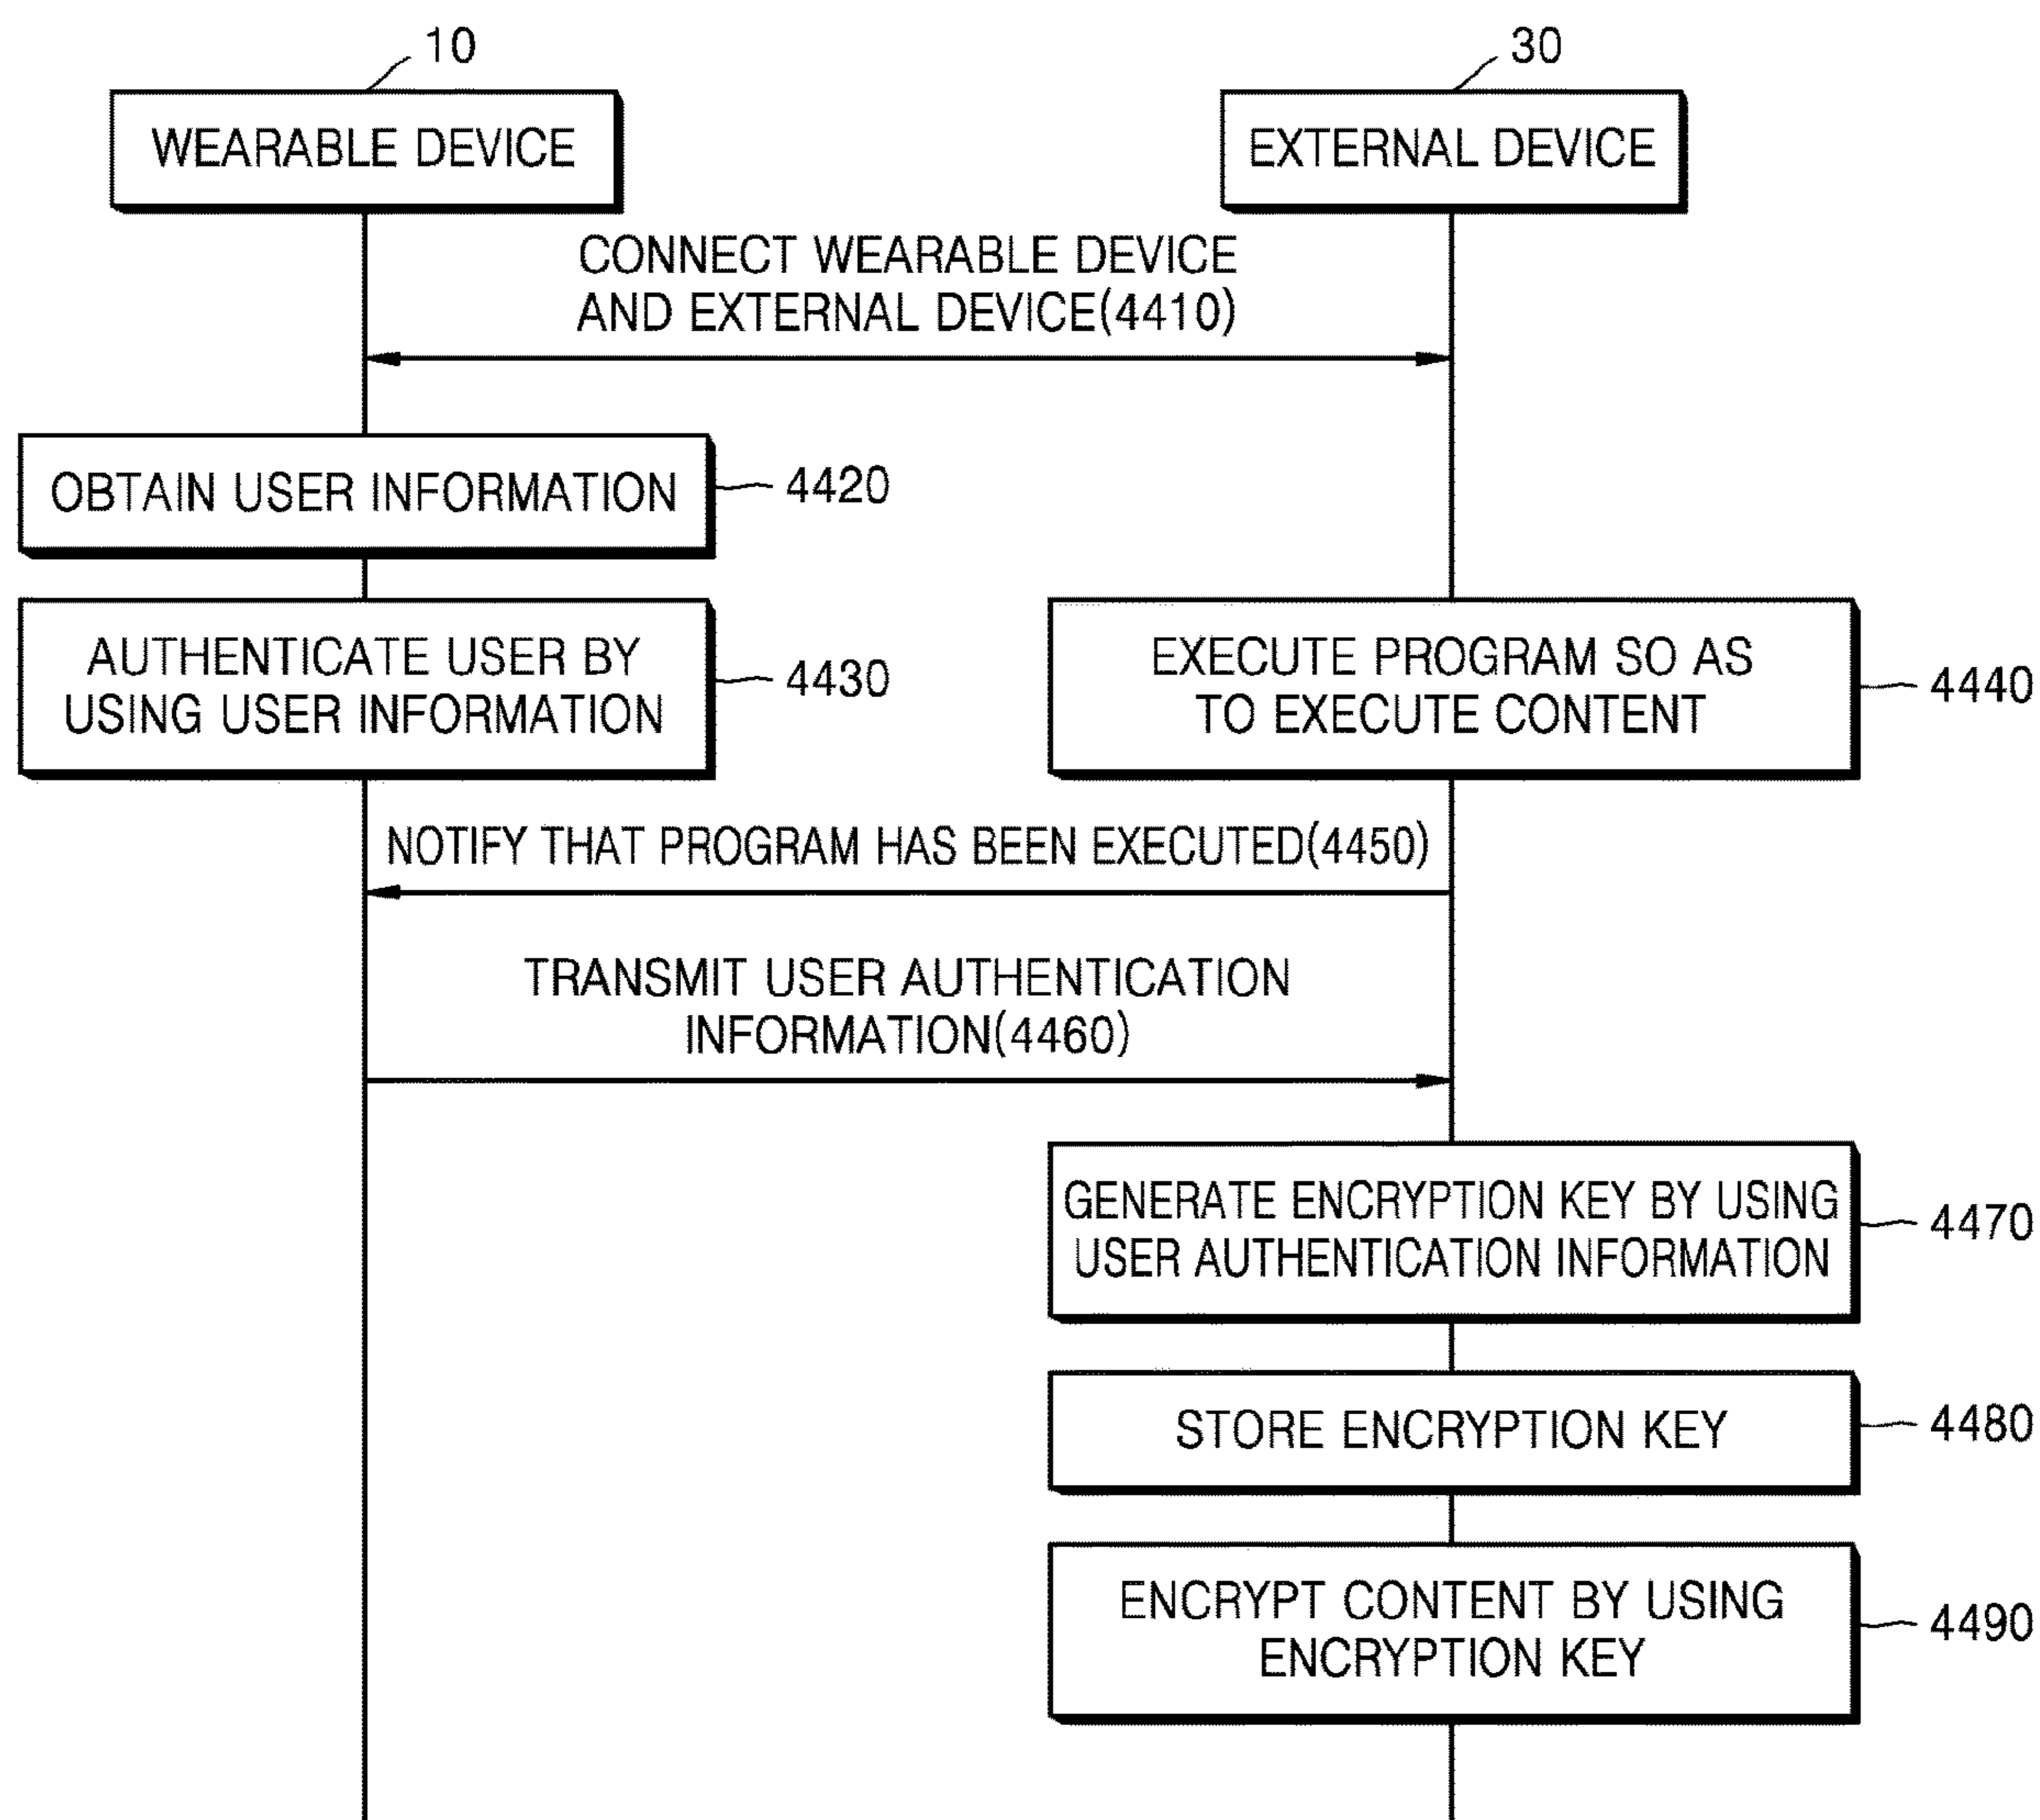 10
30
WEARABLE DEVICE
EXTERNAL DEVICE
CONNECT WEARABLE DEVICE
AND EXTERNAL DEVICE(4410)
OBTAIN USER INFORMATION
4420
AUTHENTICATE USER BY
USING USER INFORMATION
4430
EXECUTE PROGRAM SO AS
TO EXECUTE CONTENT
4440
NOTIFY THAT PROGRAM HAS BEEN EXECUTED(4450)
TRANSMIT USER AUTHENTICATION
INFORMATION(4460)
GENERATE ENCRYPTION KEY BY USING
USER AUTHENTICATION INFORMATION
4470
STORE ENCRYPTION KEY
4480
ENCRYPT CONTENT BY USING
ENCRYPTION KEY
4490